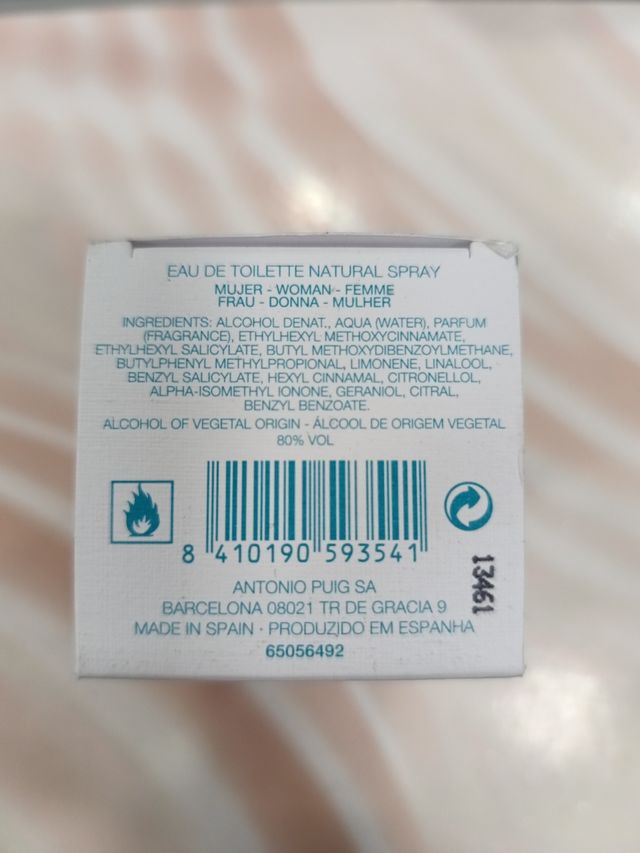 EAU DE TOILETTE NATURAL SPRAY
MUJER - WOMAN - FEMME
FRAU - DONNA - MULHER
INGREDIENTS: ALCOHOL DENAT., AQUA (WATER), PARFUM
(FRAGRANCE), ETHYLHEXYL METHOXYCINNAMATE,
ETHYLHEXYL SALICYLATE, BUTYL METHOXYDIBENZOYLMETHANE,
BUTYLPHENYL METHYLPROPIONAL, LIMONENE, LINALOOL,
BENZYL SALICYLATE, HEXYL CINNAMAL, CITRONELLOL,
ALPHA-ISOMETHYL IONONE, GERANIOL, CITRAL,
BENZYL BENZOATE.
ALCOHOL OF VEGETAL ORIGIN - ÁLCOOL DE ORIGEM VEGETAL
80% VOL
8 410190 593541
13461
ANTONIO PUIG SA
BARCELONA 08021 TR DE GRACIA 9
MADE IN SPAIN · PRODUZIDO EM ESPANHA
65056492